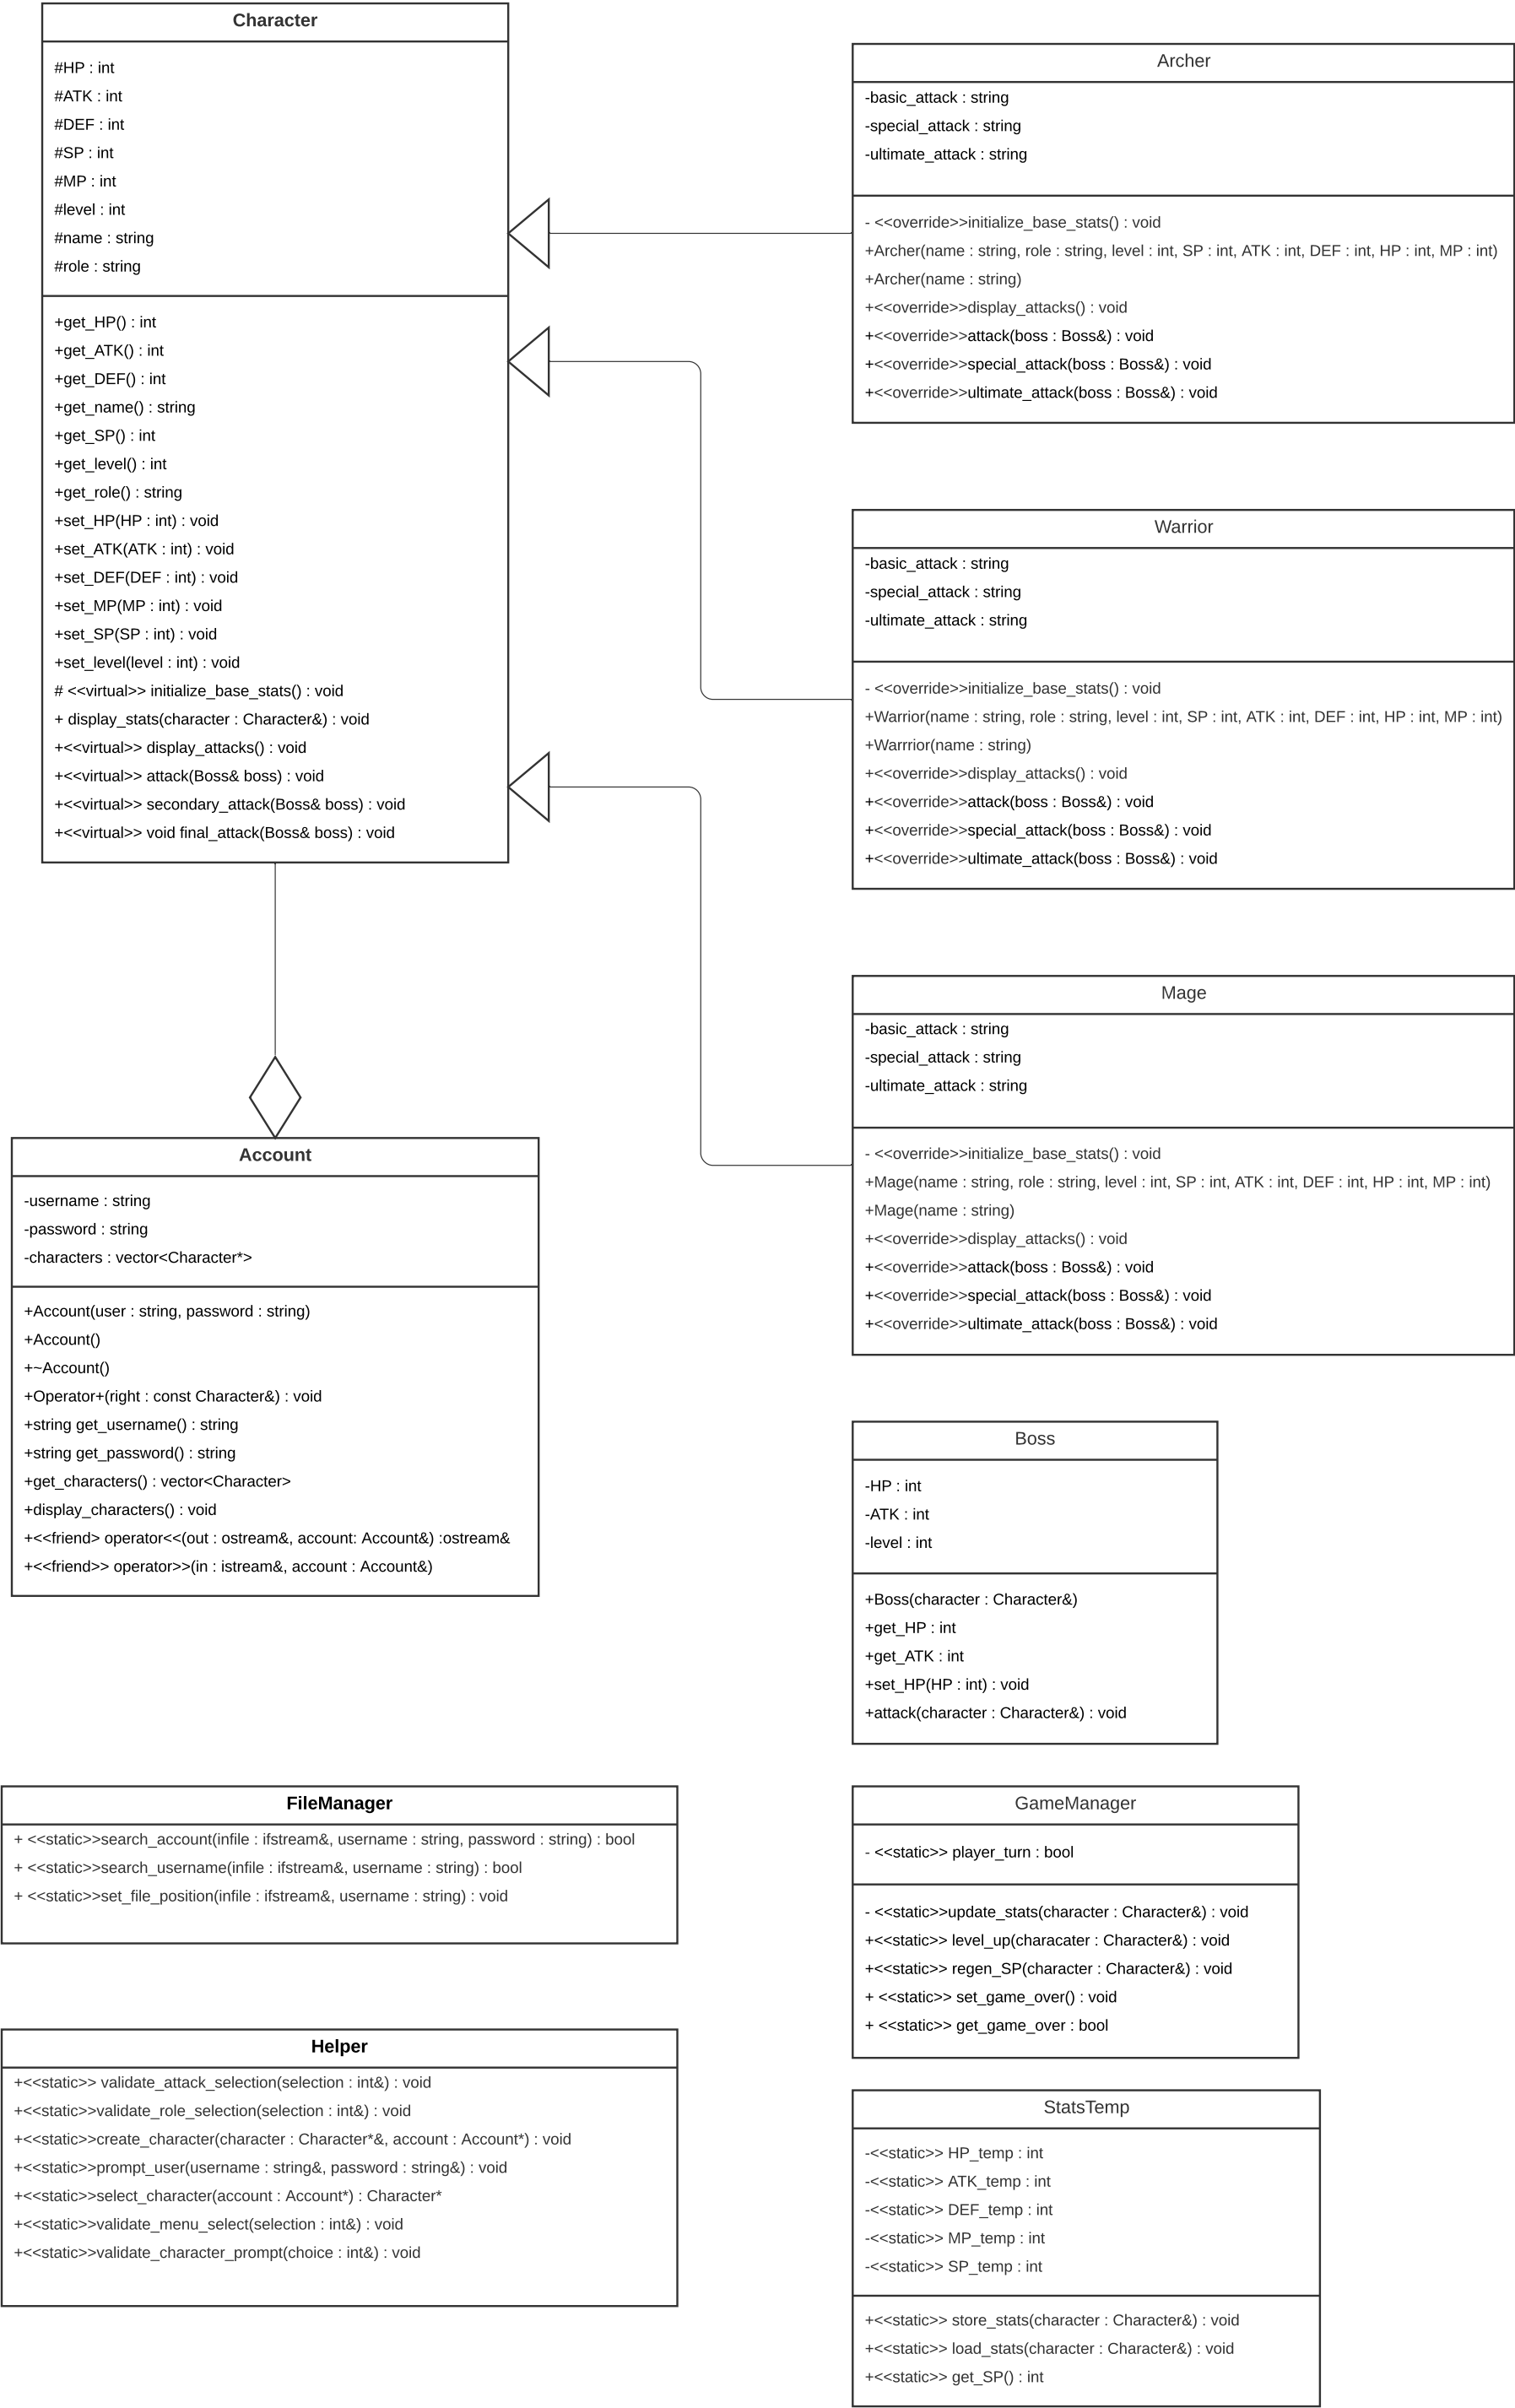 Character
#HP : int
#ATK : int
#DEF : int
#SP : int
#MP : int
#level : int
#name : string
#role : string
+get_HP() : int
+get_ATK() : int
+get_DEF() : int
+get_name() : string
+get_SP() : int
+get_level() : int
+get_role() : string
+set_HP(HP : int) : void
+set_ATK(ATK : int) : void
+set_DEF(DEF : int) : void
+set_MP(MP : int) : void
+set_SP(SP : int) : void
+set_level(level : int) : void
# <<virtual>> initialize_base_stats() : void
+ display_stats(character : Character&) : void
+<<virtual>> display_attacks() : void
+<<virtual>> attack(Boss& boss) : void
+<<virtual>> secondary_attack(Boss& boss) : void
+<<virtual>> void final_attack(Boss& boss) : void
Archer
-basic_attack : string
-special_attack : string
-ultimate_attack : string
- <<override>>initialize_base_stats() : void
+Archer(name : string, role : string, level : int, SP : int, ATK : int, DEF : int, HP : int, MP : int)
+Archer(name : string)
+<<override>>display_attacks() : void
+<<override>>attack(boss : Boss&) : void
+<<override>>special_attack(boss : Boss&) : void
+<<override>>ultimate_attack(boss : Boss&) : void
Warrior
-basic_attack : string
-special_attack : string
-ultimate_attack : string
- <<override>>initialize_base_stats() : void
+Warrior(name : string, role : string, level : int, SP : int, ATK : int, DEF : int, HP : int, MP : int)
+Warrrior(name : string)
+<<override>>display_attacks() : void
+<<override>>attack(boss : Boss&) : void
+<<override>>special_attack(boss : Boss&) : void
+<<override>>ultimate_attack(boss : Boss&) : void
Mage
-basic_attack : string
-special_attack : string
-ultimate_attack : string
- <<override>>initialize_base_stats() : void
+Mage(name : string, role : string, level : int, SP : int, ATK : int, DEF : int, HP : int, MP : int)
+Mage(name : string)
+<<override>>display_attacks() : void
+<<override>>attack(boss : Boss&) : void
+<<override>>special_attack(boss : Boss&) : void
+<<override>>ultimate_attack(boss : Boss&) : void
Account
-username : string
-password : string
-characters : vector<Character*>
+Account(user : string, password : string)
+Account()
+~Account()
+Operator+(right : const Character&) : void
+string get_username() : string
+string get_password() : string
+get_characters() : vector<Character>
+display_characters() : void
+<<friend> operator<<(out : ostream&, account: Account&) :ostream&
+<<friend>> operator>>(in : istream&, account : Account&)
Boss
-HP : int
-ATK : int
-level : int
+Boss(character : Character&)
+get_HP : int
+get_ATK : int
+set_HP(HP : int) : void
+attack(character : Character&) : void
FileManager
+ <<static>>search_account(infile : ifstream&, username : string, password : string) : bool
+ <<static>>search_username(infile : ifstream&, username : string) : bool
+ <<static>>set_file_position(infile : ifstream&, username : string) : void
GameManager
- <<static>> player_turn : bool
- <<static>>update_stats(character : Character&) : void
+<<static>> level_up(characater : Character&) : void
+<<static>> regen_SP(character : Character&) : void
+ <<static>> set_game_over() : void
+ <<static>> get_game_over : bool
Helper
+<<static>> validate_attack_selection(selection : int&) : void
+<<static>>validate_role_selection(selection : int&) : void
+<<static>>create_character(character : Character*&, account : Account*) : void
+<<static>>prompt_user(username : string&, password : string&) : void
+<<static>>select_character(account : Account*) : Character*
+<<static>>validate_menu_select(selection : int&) : void
+<<static>>validate_character_prompt(choice : int&) : void
StatsTemp
-<<static>> HP_temp : int
-<<static>> ATK_temp : int
-<<static>> DEF_temp : int
-<<static>> MP_temp : int
-<<static>> SP_temp : int
+<<static>> store_stats(character : Character&) : void
+<<static>> load_stats(character : Character&) : void
+<<static>> get_SP() : int